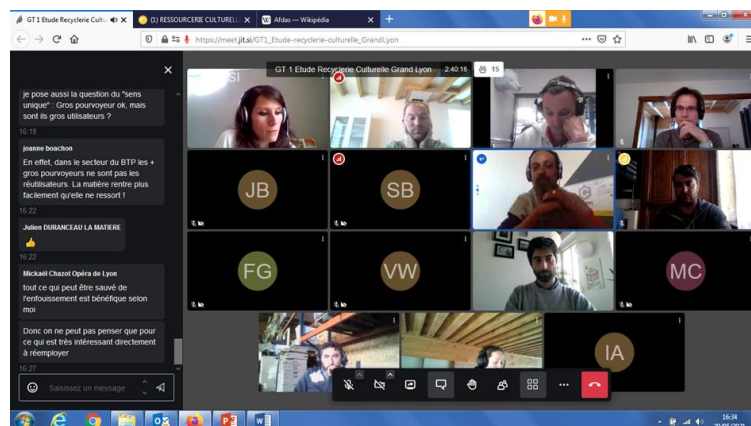 GT 1 Etude Recyclerie Cultu
(1) RESSOURCERIE CULTURELL
Afdas — Wikipédia
https://meet.jit.si/GT1_Etude-recyclerie-culturelle_GrandLyon
GT 1 Etude Recyclerie Culturelle Grand Lyon
2:40:16
15
je pose aussi la question du "sens
unique" : Gros pourvoyeur ok, mais
sont ils gros utilisateurs ?
16:19
joanne boachon
En effet, dans le secteur du BTP les +
gros pourvoyeurs ne sont pas les
réutilisateurs. La matière rentre plus
facilement qu'elle ne ressort !
16:22
Julien DURANCEAU LA MATIERE
👍
16:22
Mickaël Chazot Opéra de Lyon
tout ce qui peut être sauvé de
l'enfouissement est bénéfique selon
moi
Donc on ne peut pas penser que pour
ce qui est très intéressant directement
à réemployer
16:27
Saisissez un message
JB
SB
FG
VW
MC
IA
16:34